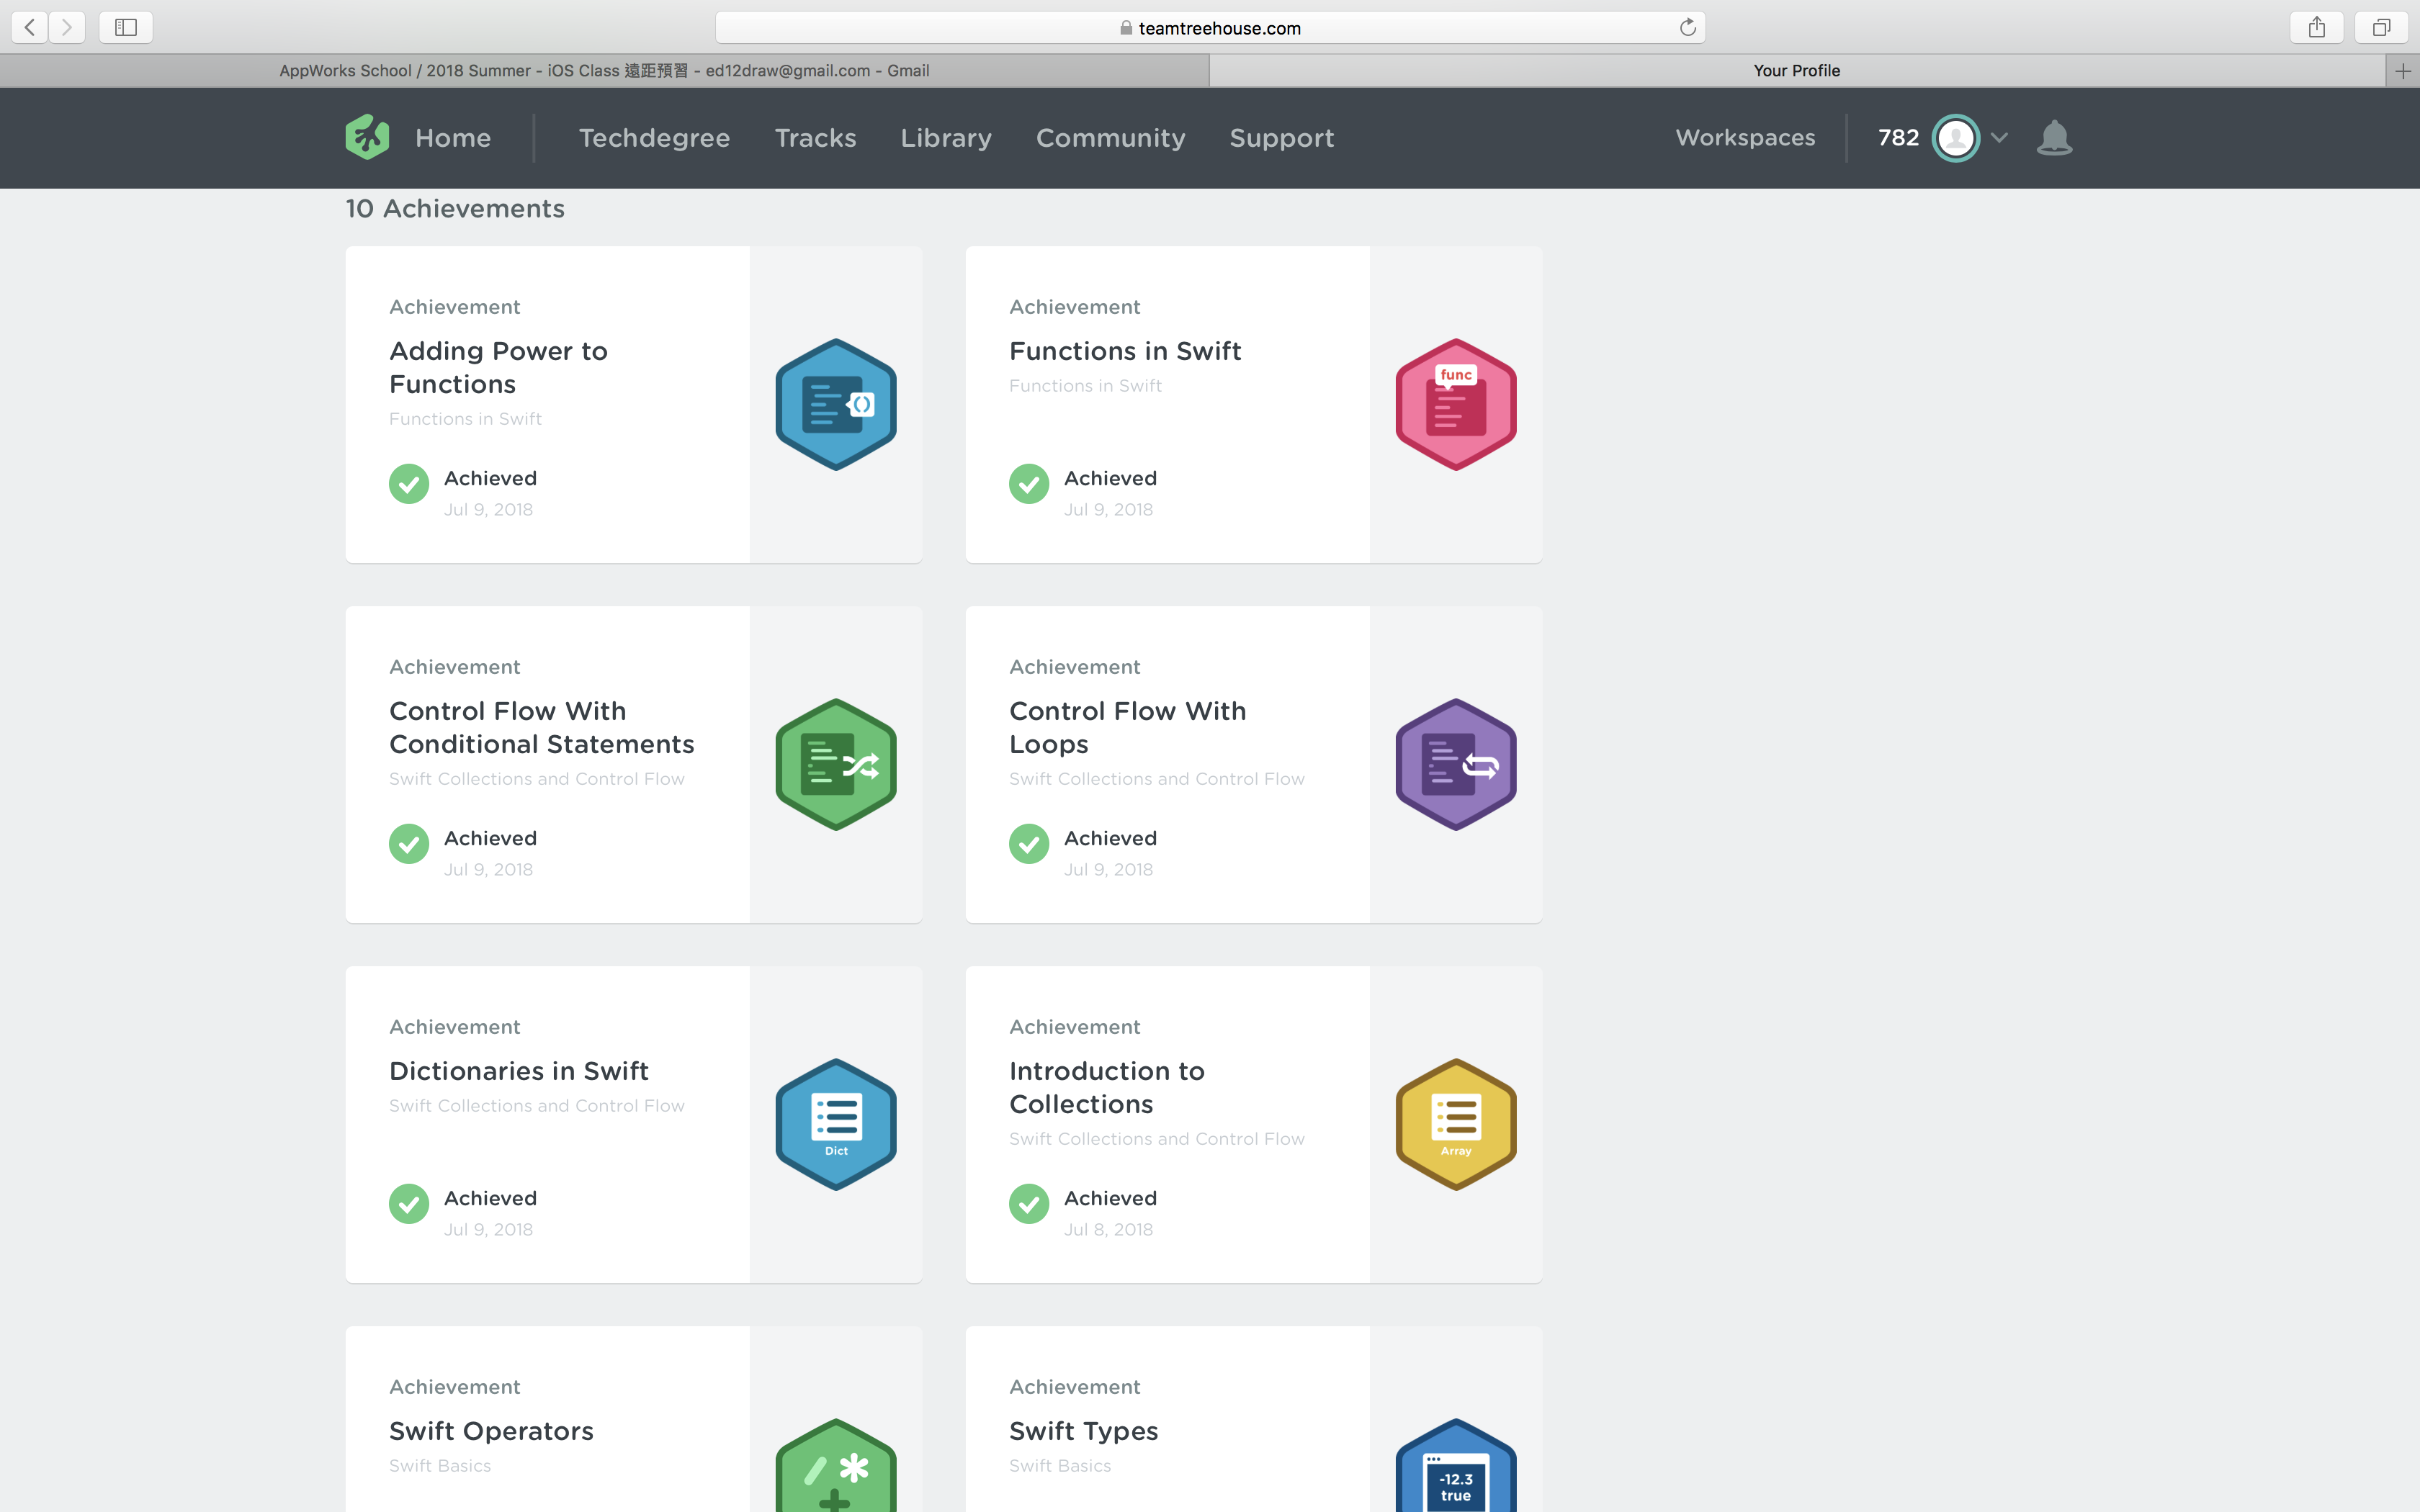 teamtreehouse.com
AppWorks School / 2018 Summer - iOS Class 遠距預習 - ed12draw@gmail.com - Gmail
Your Profile
Home
Techdegree
Tracks
Library
Community
Support
Workspaces
782
10 Achievements
Achievement
Adding Power to
Functions
Functions in Swift
Achieved
Jul 9, 2018
Achievement
Functions in Swift
Functions in Swift
Achieved
Jul 9, 2018
func
Achievement
Control Flow With
Conditional Statements
Swift Collections and Control Flow
Achieved
Jul 9, 2018
Achievement
Control Flow With
Loops
Swift Collections and Control Flow
Achieved
Jul 9, 2018
Achievement
Dictionaries in Swift
Swift Collections and Control Flow
Achieved
Jul 9, 2018
Dict
Achievement
Introduction to
Collections
Swift Collections and Control Flow
Achieved
Jul 8, 2018
Array
Achievement
Swift Operators
Swift Basics
Achievement
Swift Types
Swift Basics
-12.3
true